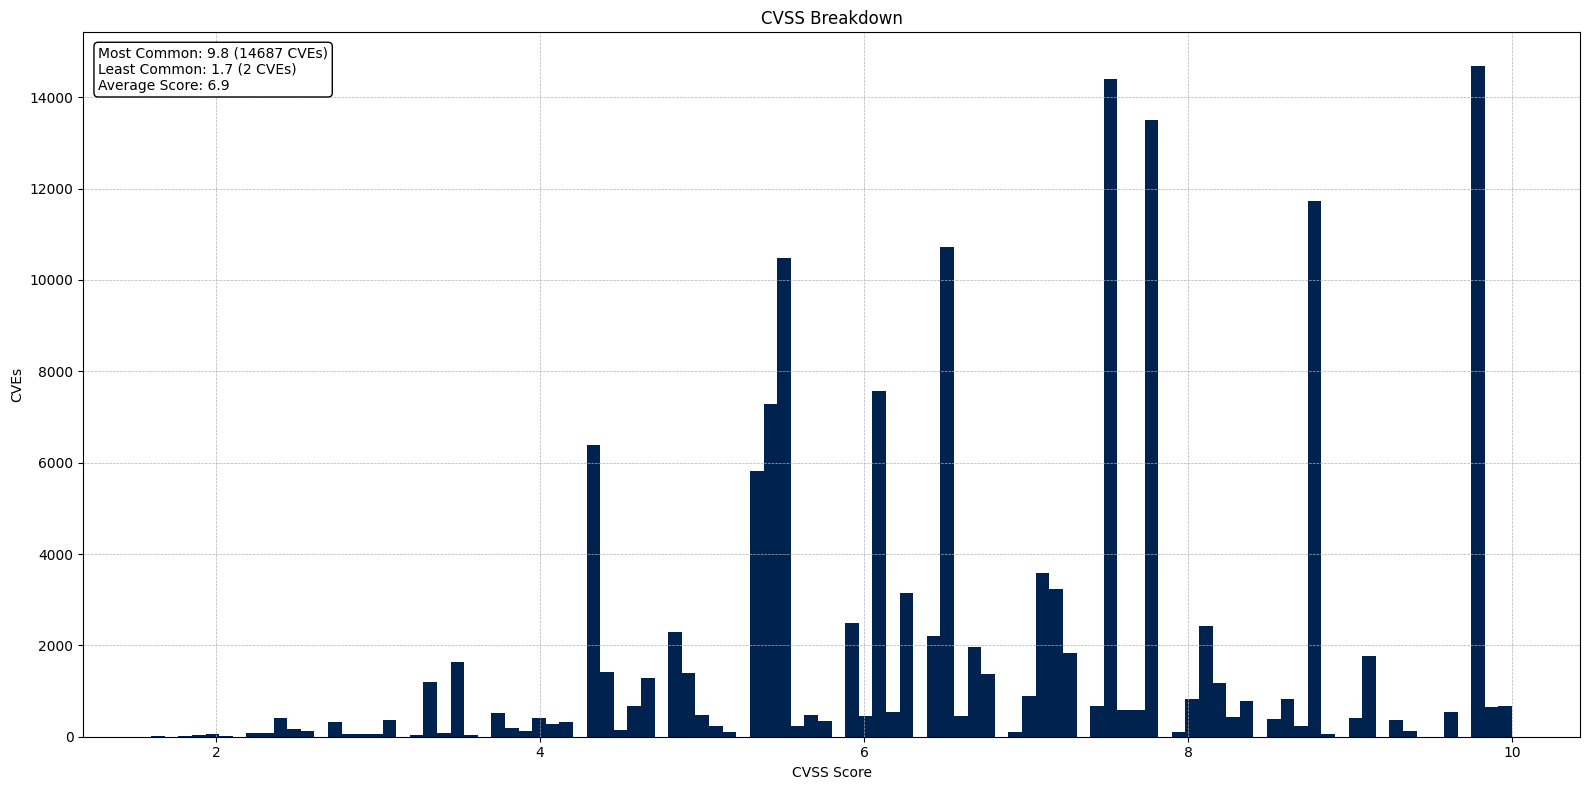 CVSS Breakdown
Most Common: 9.8 (14687 CVEs)
Least Common: 1.7 (2 CVEs)
Average Score: 6.9
14000
12000
10000
8000
6000
4000
2000
0
CVEs
2 4 6 8 10
CVSS Score